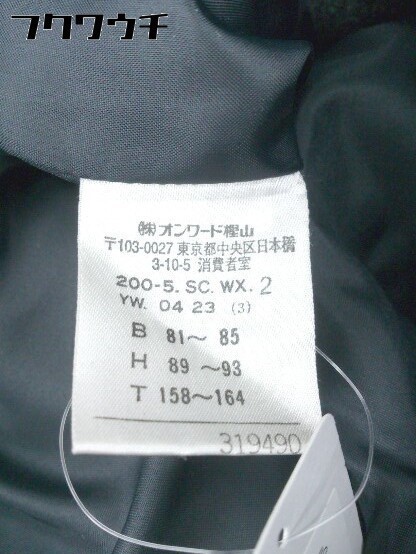 フクワウチ
㈱オンワード樫山
〒103-0027 東京都中央区日本橋
3-10-5 消費者室
200-5. SC. WX. 2
YW. 04 23 (3)
B 81～ 85
H 89 ～93
T 158～164
319490